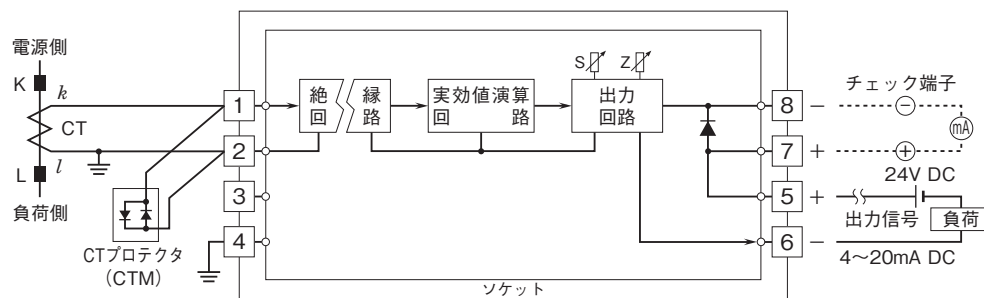 電源側
K
k
CT
l
L
負荷側
CTプロテクタ
(CTM)
1
2
3
4
絶 縁
回 路
実効値演算
回 路
S
Z
出力
回路
8
7
5
6
−
+
+
−
チェック端子
−
mA
+
24V DC
出力信号
負荷
4〜20mA DC
ソケット